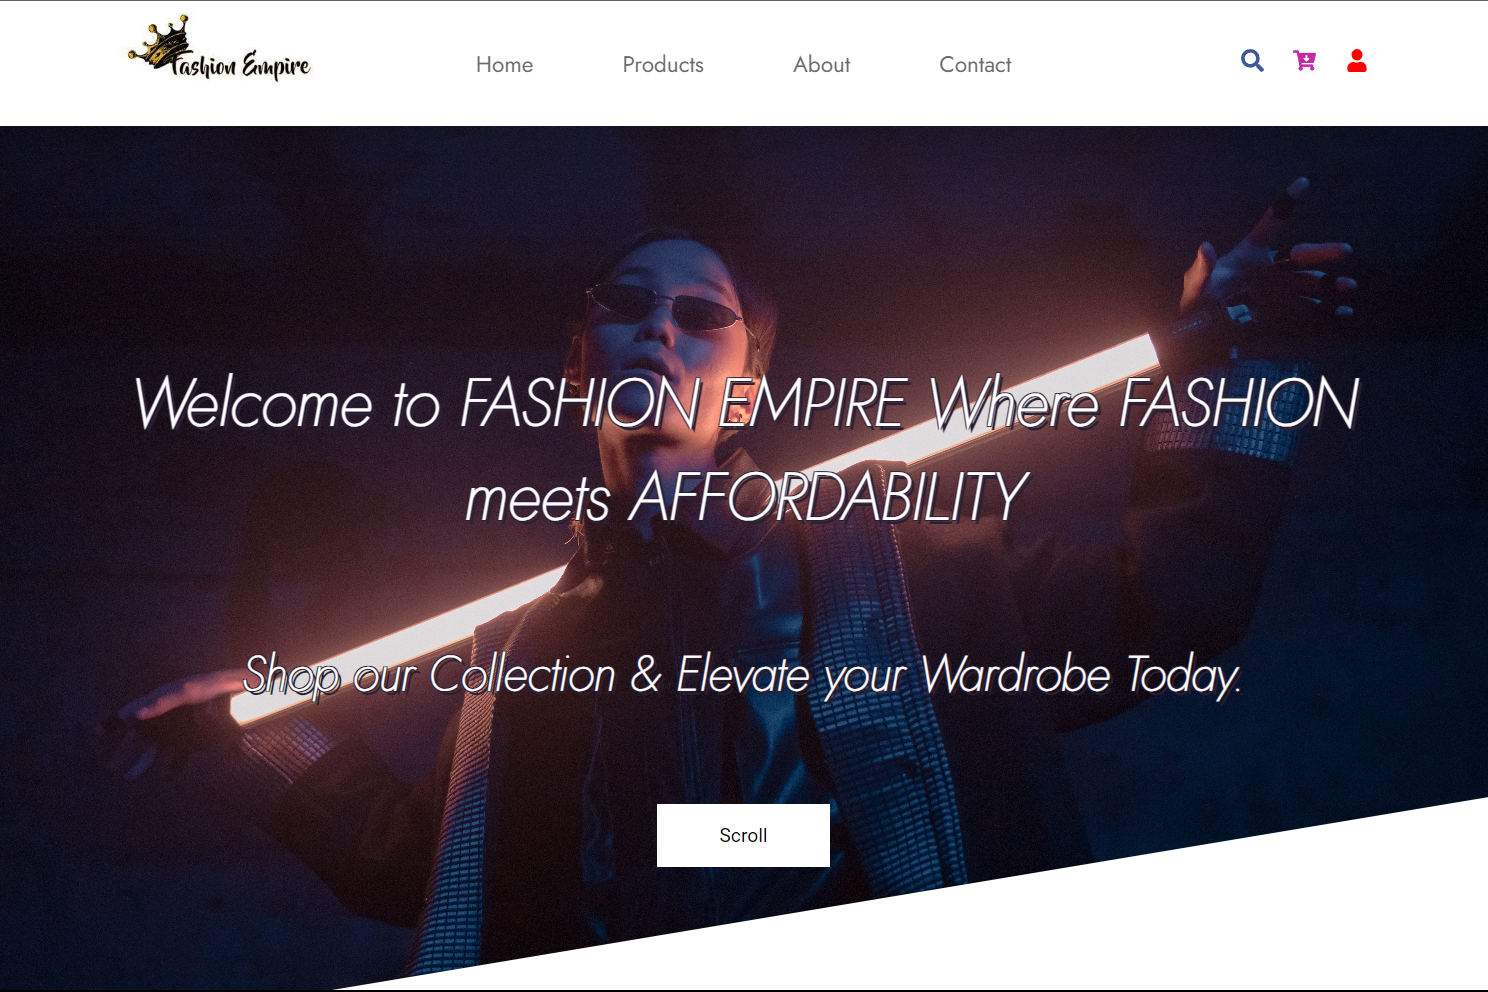 Fashion Empire
Home Products About Contact
Welcome to FASHION EMPIRE Where FASHION
meets AFFORDABILITY
Shop our Collection & Elevate your Wardrobe Today.
Scroll